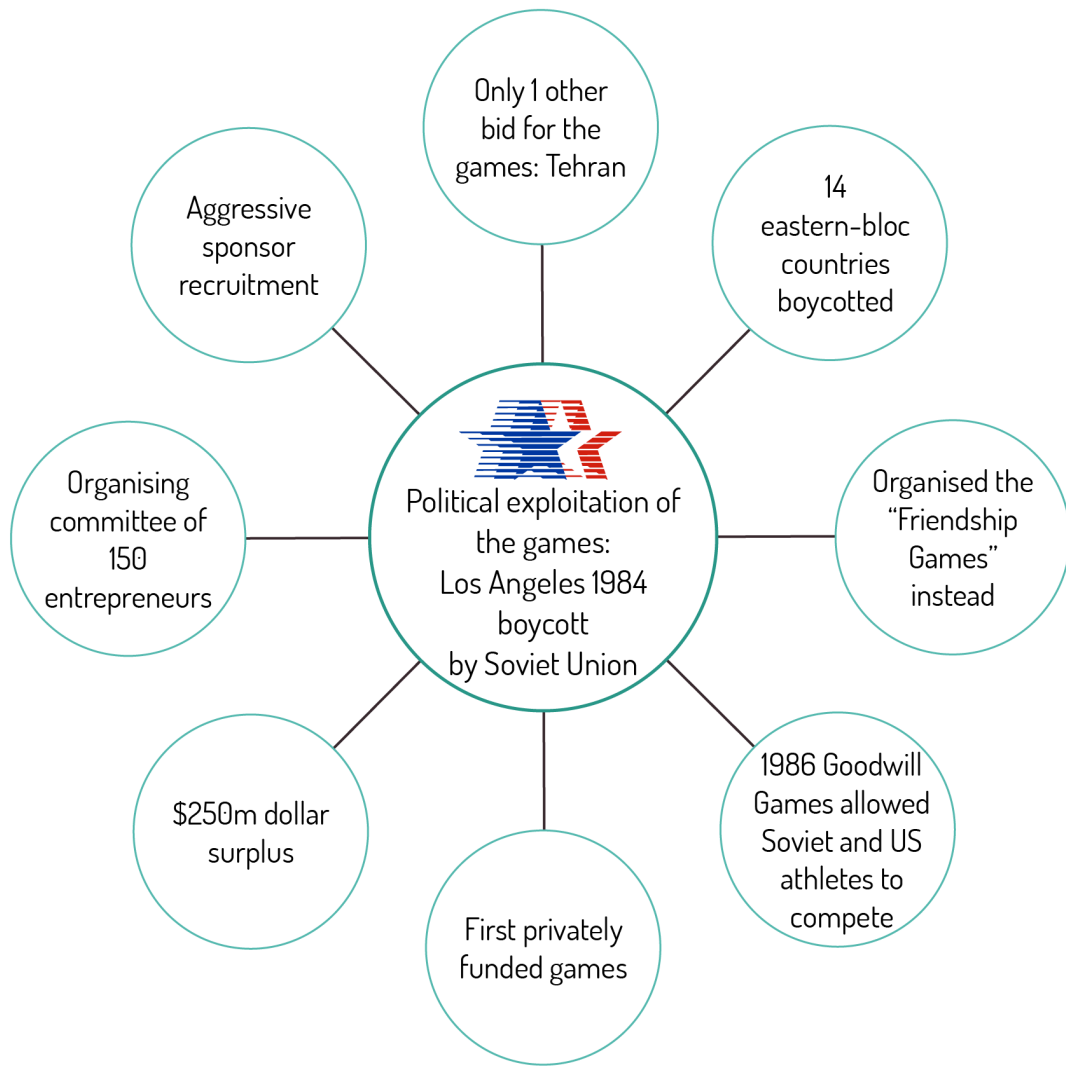 Political exploitation of
the games:
Los Angeles 1984
boycott
by Soviet Union
Only 1 other
bid for the
games: Tehran
14
eastern-bloc
countries
boycotted
Organised the
“Friendship
Games”
instead
1986 Goodwill
Games allowed
Soviet and US
athletes to
compete
First privately
funded games
$250m dollar
surplus
Organising
committee of
150
entrepreneurs
Aggressive
sponsor
recruitment